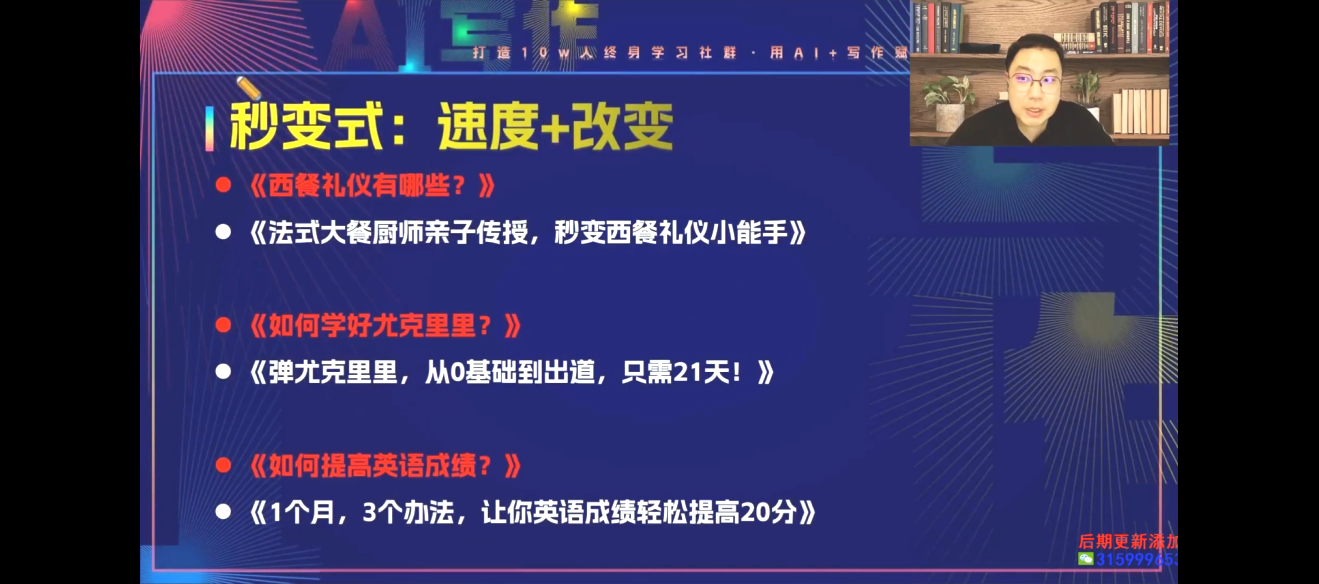 AI写作
打造10w人终身学习社群·用AI+写作赋
秒变式：速度+改变
《西餐礼仪有哪些？》
《法式大餐厨师亲子传授，秒变西餐礼仪小能手》
《如何学好尤克里里？》
《弹尤克里里，从0基础到出道，只需21天！》
《如何提高英语成绩？》
《1个月，3个办法，让你英语成绩轻松提高20分》
后期更新添加
315999653